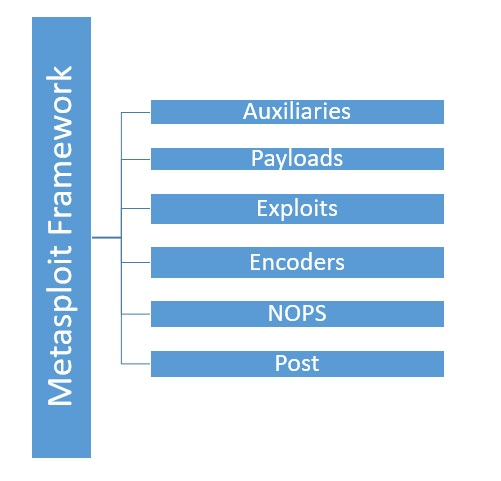 Metasploit Framework
Auxiliaries
Payloads
Exploits
Encoders
NOPS
Post